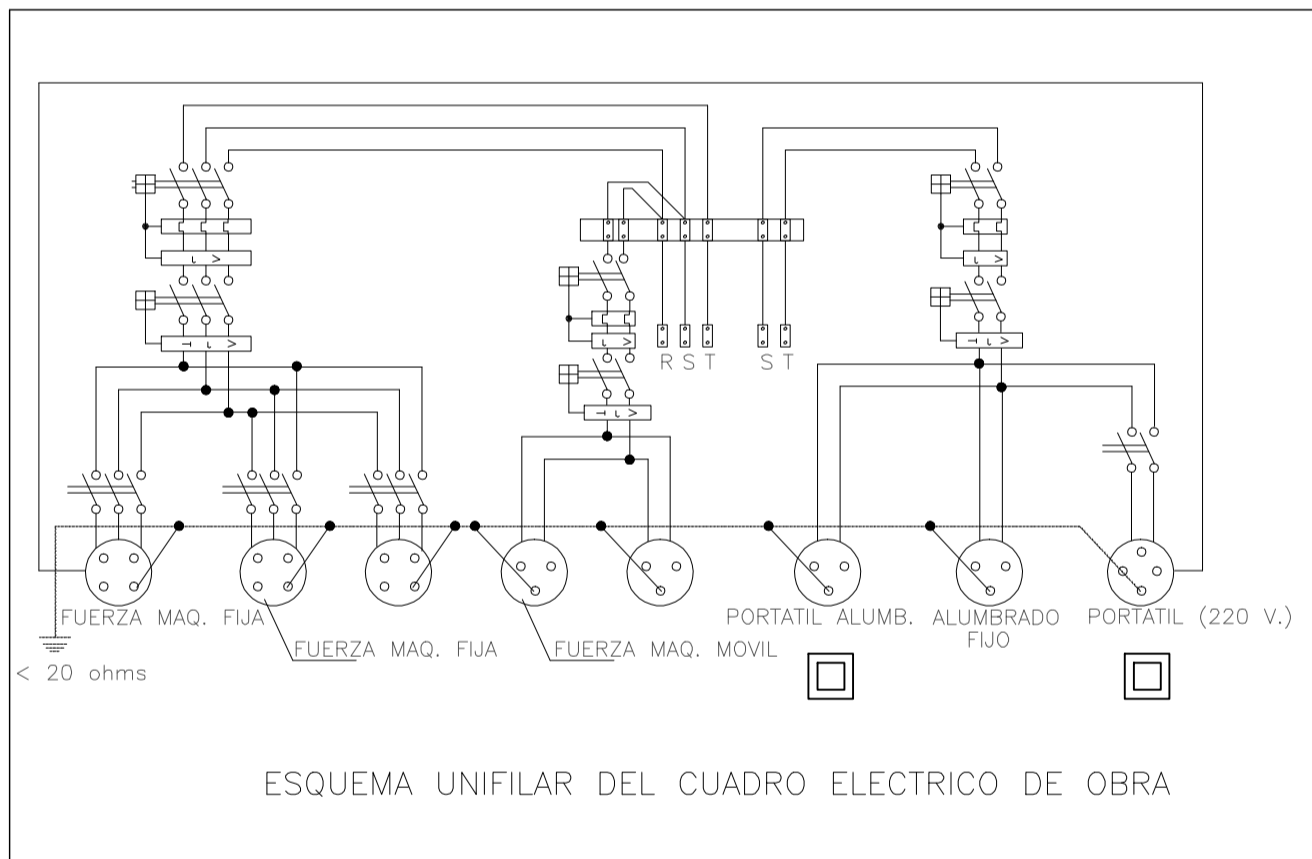 R S T S T
FUERZA MAQ. FIJA
FUERZA MAQ. FIJA
FUERZA MAQ. MOVIL
PORTATIL ALUMB.
ALUMBRADO
FIJO
PORTATIL (220 V.)
< 20 ohms
ESQUEMA UNIFILAR DEL CUADRO ELECTRICO DE OBRA